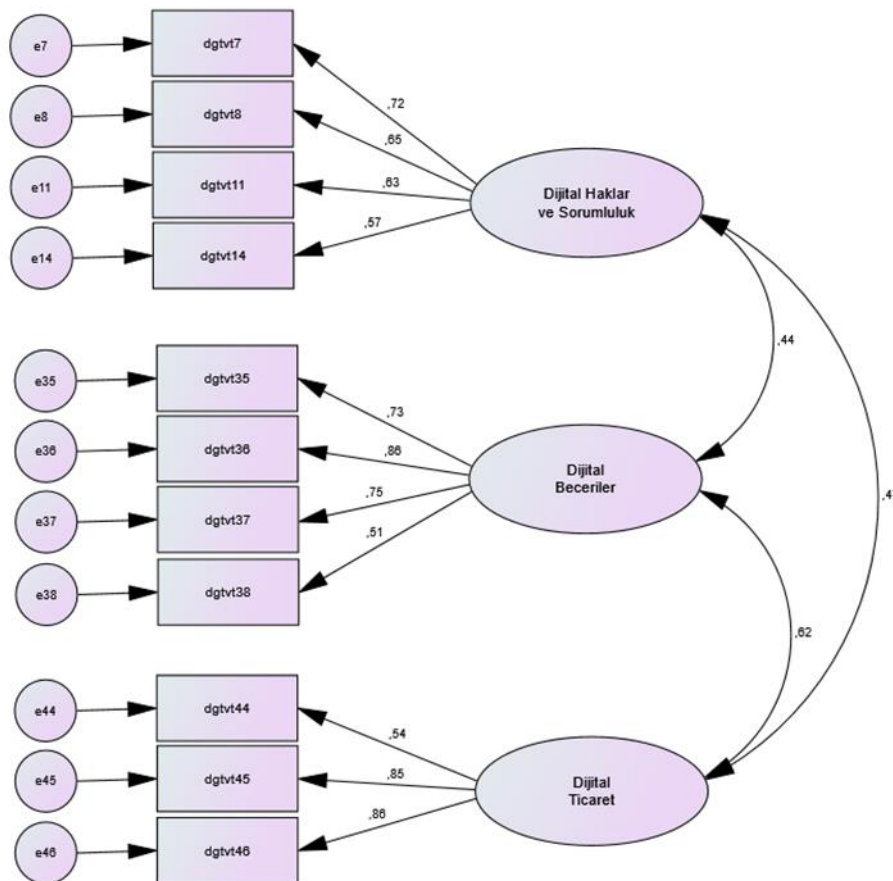 e7
dgtvt7
,72
e8
dgtvt8
,65
e11
dgtvt11
,63
e14
dgtvt14
,57
Dijital Haklar
ve Sorumluluk
,44
e35
dgtvt35
,73
e36
dgtvt36
,86
e37
dgtvt37
,75
e38
dgtvt38
,51
Dijital
Beceriler
,62
e44
dgtvt44
,54
e45
dgtvt45
,85
e46
dgtvt46
,86
Dijital
Ticaret